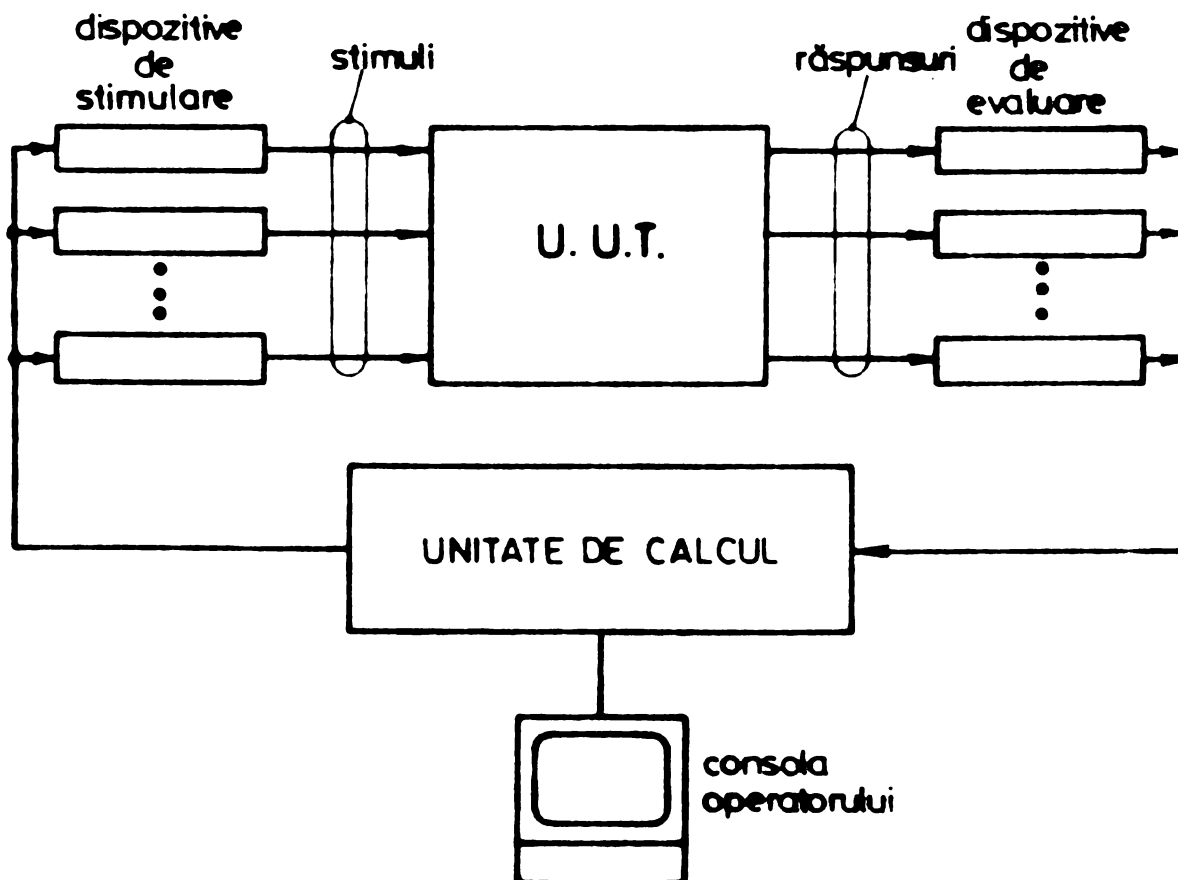 dispozitive
de
stimulare
stimuli
răspunsuri
dispozitive
de
evaluare
U. U.T.
UNITATE DE CALCUL
consola
operatorului